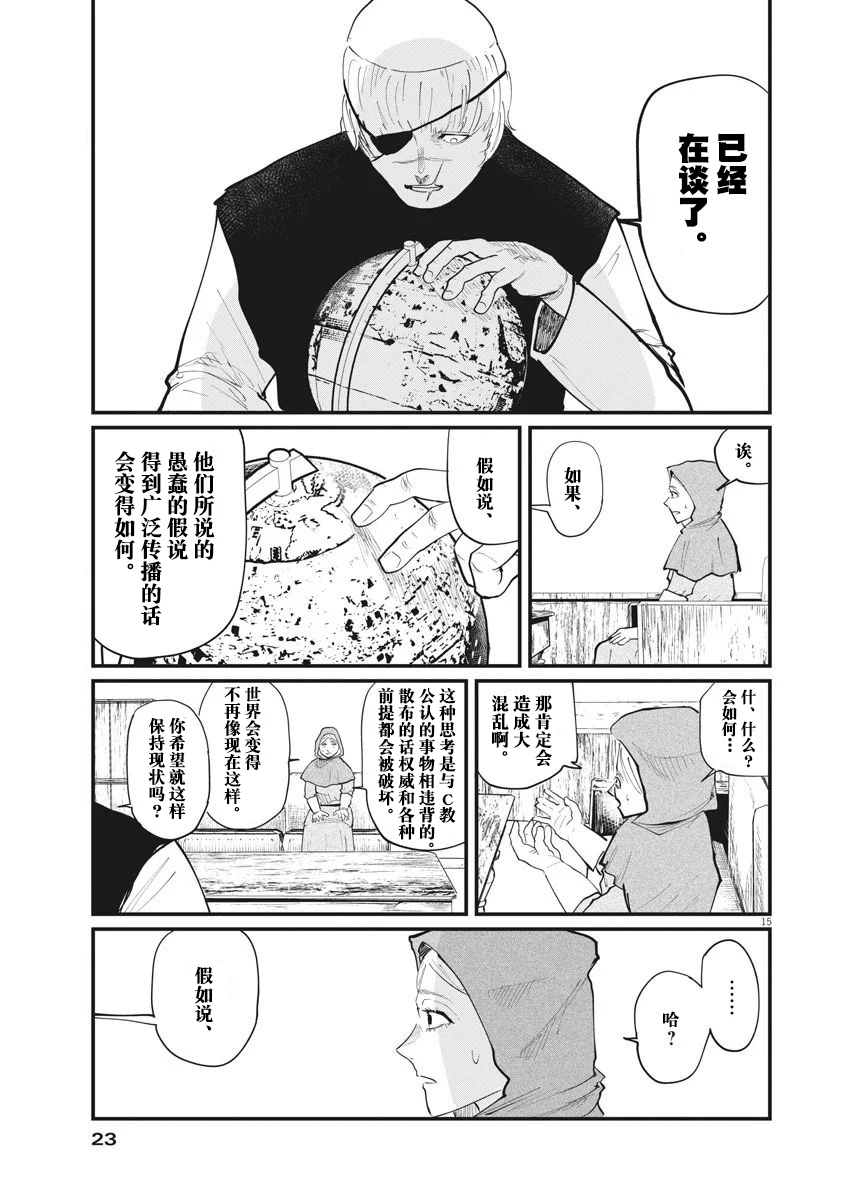 已经
在谈了。
诶。
如果、
假如说、
他们所说的
愚蠢的假说
得到广泛传播的话
会变得如何。
什、什么？
会如何…
那肯定会
造成大
混乱啊。
这种思考是与C教
公认的事物相违背的。
散布的话权威和各种
前提都会被破坏。
世界会变得
不再像现在这样。
你希望就这样
保持现状吗？
15
……
哈？
假如说、
23